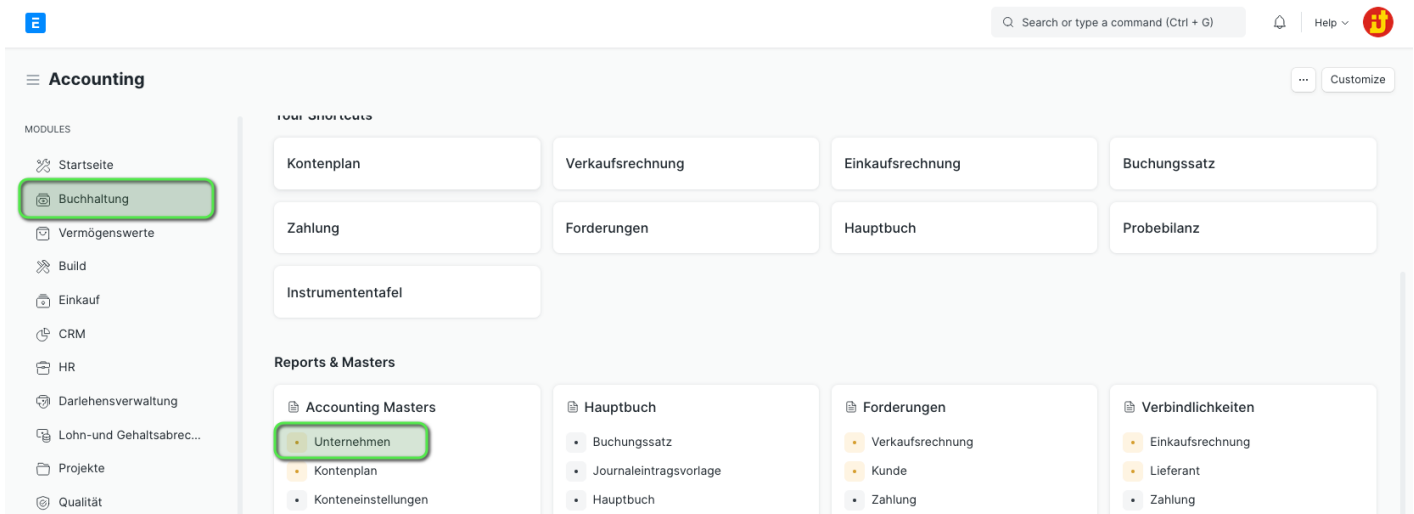 E
Search or type a command (Ctrl + G)
Help
Accounting
Customize
MODULES
Startseite
Buchhaltung
Vermögenswerte
Build
Einkauf
CRM
HR
Darlehensverwaltung
Lohn-und Gehaltsabrec...
Projekte
Qualität
Your Shortcuts
Kontenplan
Verkaufsrechnung
Einkaufsrechnung
Buchungssatz
Zahlung
Forderungen
Hauptbuch
Probebilanz
Instrumententafel
Reports & Masters
Accounting Masters
Unternehmen
Kontenplan
Konteneinstellungen
Hauptbuch
Buchungssatz
Journaleintragsvorlage
Hauptbuch
Forderungen
Verkaufsrechnung
Kunde
Zahlung
Verbindlichkeiten
Einkaufsrechnung
Lieferant
Zahlung